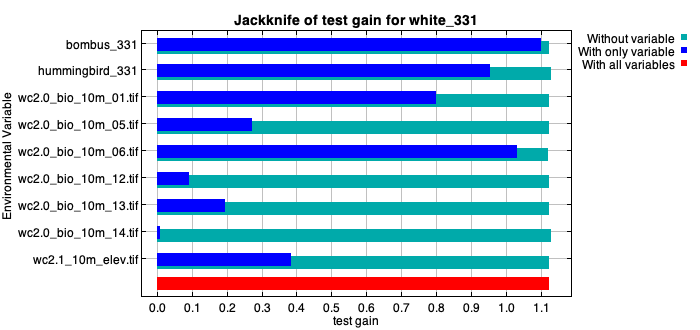 Jackknife of test gain for white_331
Without variable
With only variable
With all variables
Environmental Variable
bombus_331
hummingbird_331
wc2.0_bio_10m_01.tif
wc2.0_bio_10m_05.tif
wc2.0_bio_10m_06.tif
wc2.0_bio_10m_12.tif
wc2.0_bio_10m_13.tif
wc2.0_bio_10m_14.tif
wc2.1_10m_elev.tif
0.0 0.1 0.2 0.3 0.4 0.5 0.6 0.7 0.8 0.9 1.0 1.1
test gain